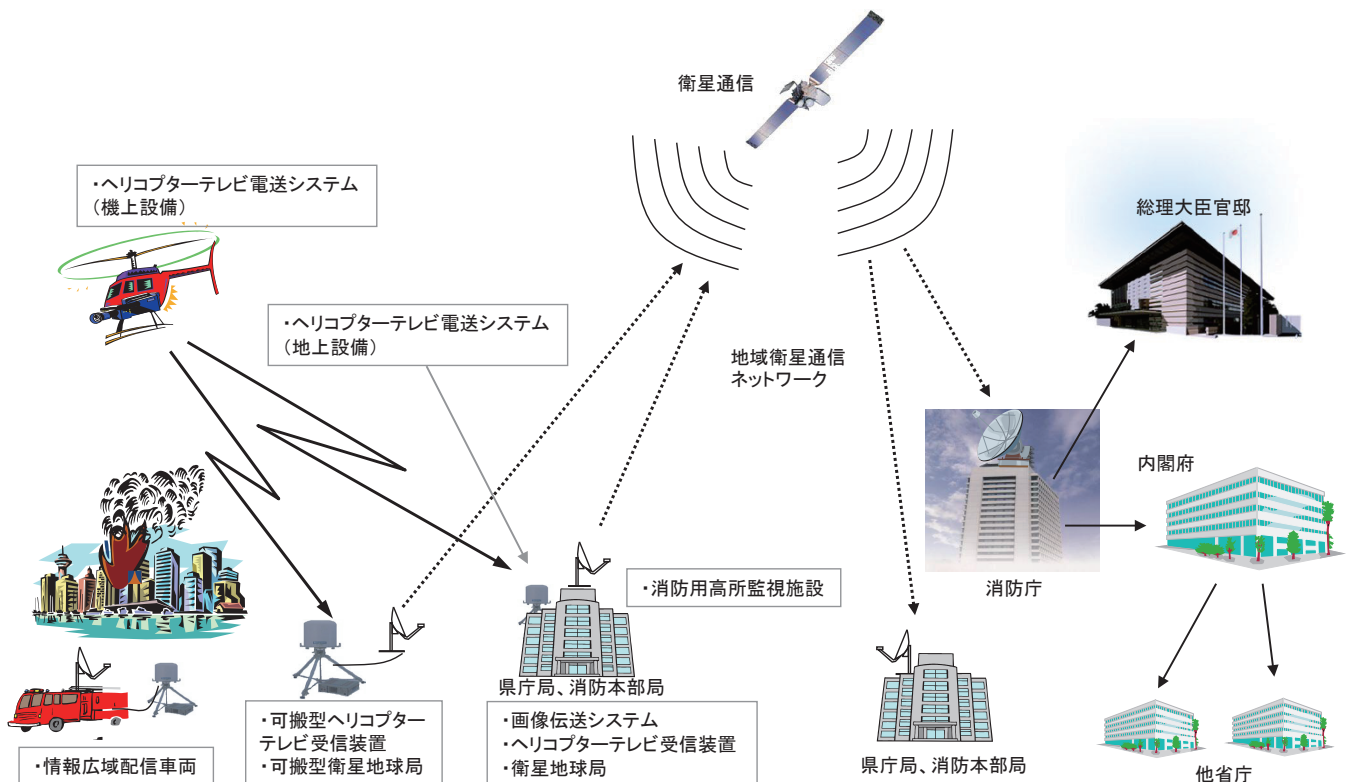 衛星通信
・ヘリコプターテレビ電送システム
（機上設備）
総理大臣官邸
・ヘリコプターテレビ電送システム
（地上設備）
地域衛星通信
ネットワーク
内閣府
消防庁
・消防用高所監視施設
県庁局、消防本部局
・情報広域配信車両
・可搬型ヘリコプター
テレビ受信装置
・可搬型衛星地球局
・画像伝送システム
・ヘリコプターテレビ受信装置
・衛星地球局
県庁局、消防本部局
他省庁